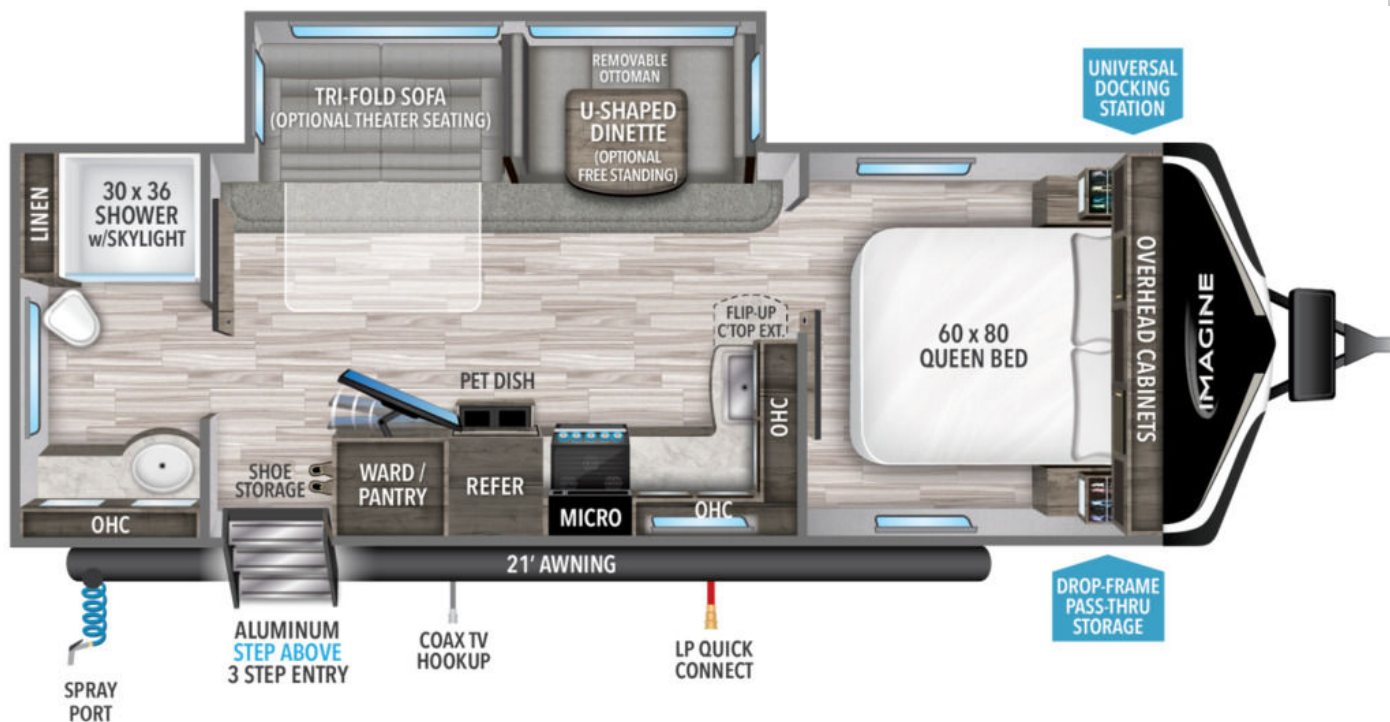 REMOVABLE
OTTOMAN
TRI-FOLD SOFA
(OPTIONAL THEATER SEATING)
U-SHAPED
DINETTE
(OPTIONAL
FREE STANDING)
UNIVERSAL
DOCKING
STATION
LINEN
30 x 36
SHOWER
w/SKYLIGHT
OVERHEAD CABINETS
IMAGINE
FLIP-UP
C'TOP EXT.
60 x 80
QUEEN BED
PET DISH
OHC
SHOE
STORAGE
WARD /
PANTRY
REFER
MICRO
OHC
OHC
21' AWNING
DROP-FRAME
PASS-THRU
STORAGE
ALUMINUM
STEP ABOVE
3 STEP ENTRY
COAX TV
HOOKUP
LP QUICK
CONNECT
SPRAY
PORT